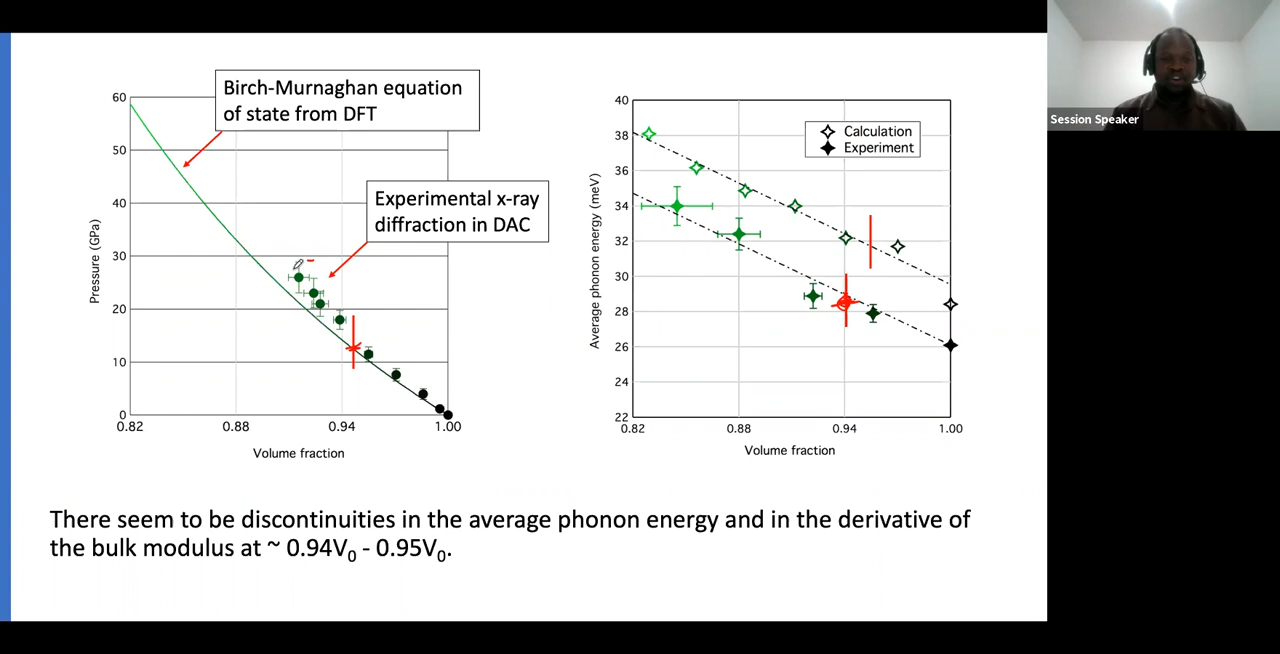 Birch-Murnaghan equation
of state from DFT
Experimental x-ray
diffraction in DAC
Pressure (GPa)
60
50
40
30
20
10
0
0.82
0.88
0.94
1.00
Volume fraction
Average phonon energy (meV)
40
38
36
34
32
30
28
26
24
22
0.82
0.88
0.94
1.00
Volume fraction
Calculation
Experiment
There seem to be discontinuities in the average phonon energy and in the derivative of
the bulk modulus at ~ 0.94V₀ - 0.95V₀.
Session Speaker